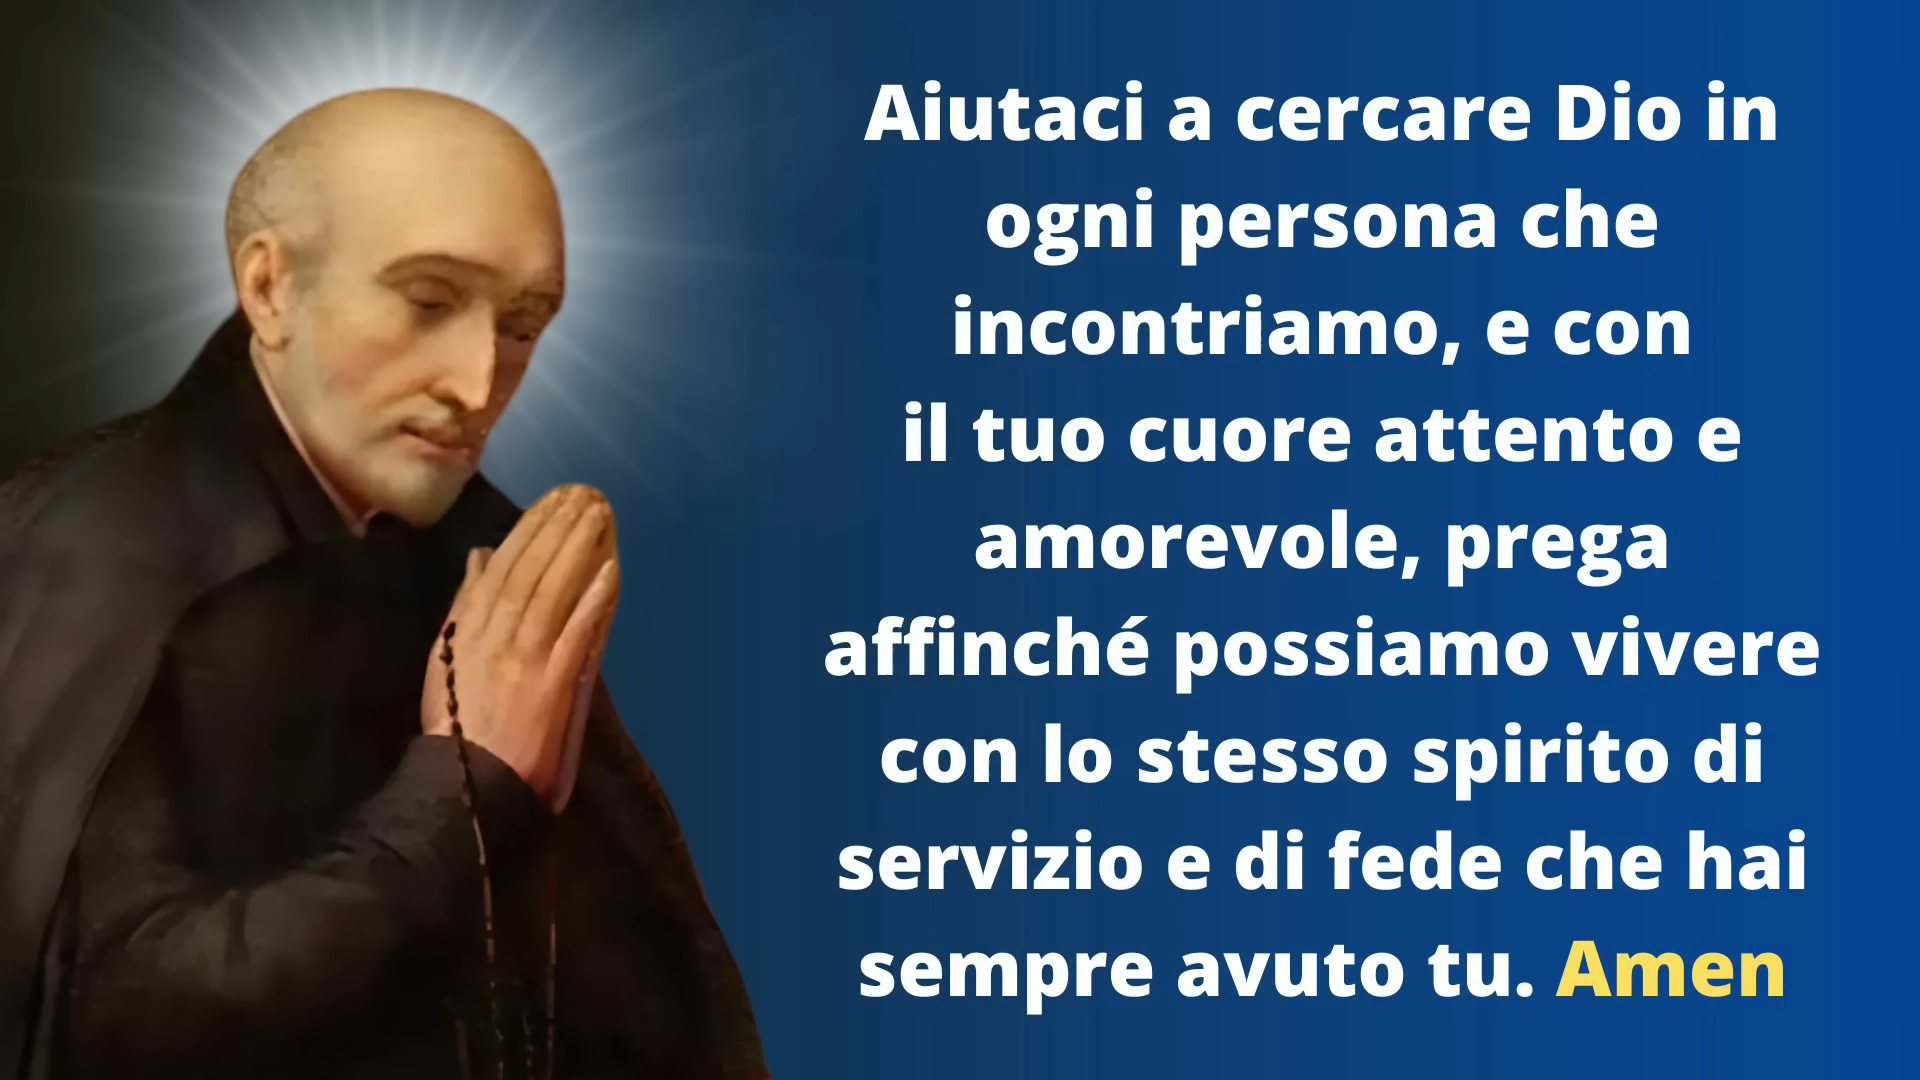 Aiutaci a cercare Dio in
ogni persona che
incontriamo, e con
il tuo cuore attento e
amorevole, prega
affinché possiamo vivere
con lo stesso spirito di
servizio e di fede che hai
sempre avuto tu. Amen